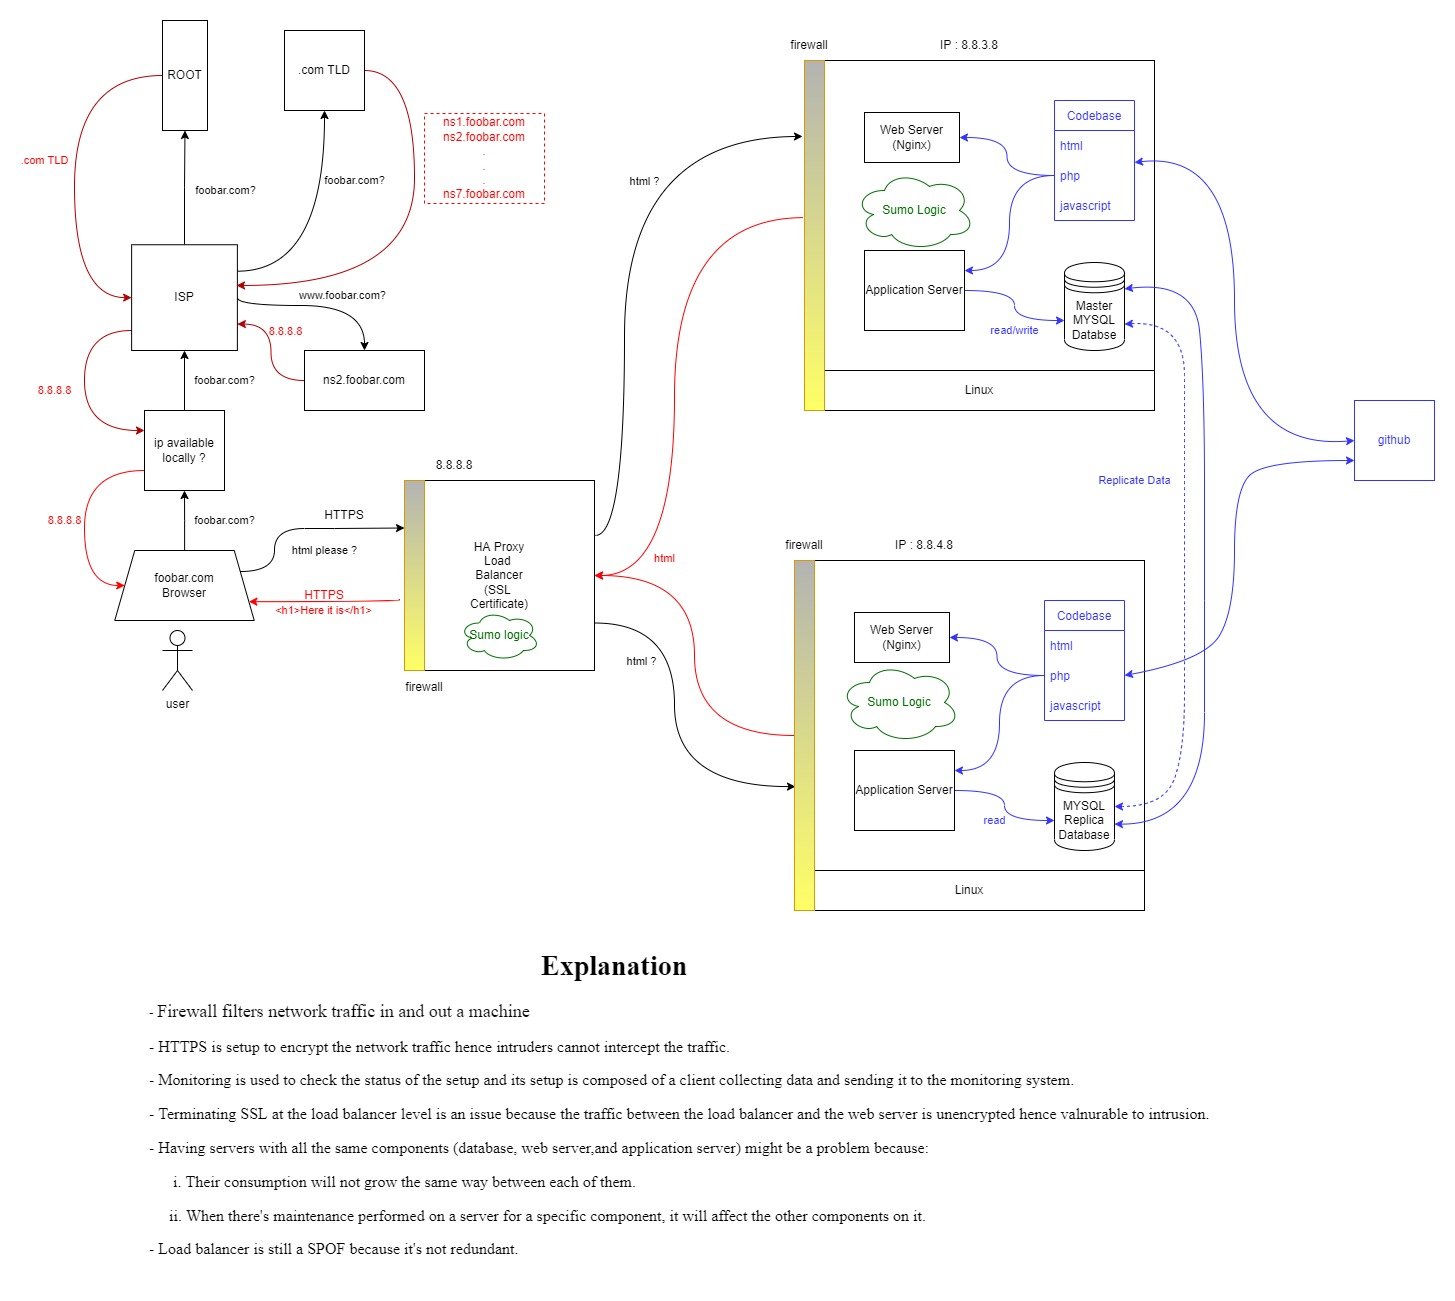 ROOT
.com TLD
ns1.foobar.com
ns2.foobar.com
.
.
.
ns7.foobar.com
.com TLD
foobar.com?
foobar.com?
ISP
www.foobar.com?
8.8.8.8
ns2.foobar.com
8.8.8.8
foobar.com?
ip available
locally ?
8.8.8.8
foobar.com?
foobar.com
Browser
user
HTTPS
html please ?
HTTPS
<h1>Here it is</h1>
8.8.8.8
HA Proxy
Load
Balancer
(SSL
Certificate)
Sumo logic
firewall
html ?
html
html ?
firewall
IP : 8.8.3.8
Web Server
(Nginx)
Codebase
html
php
javascript
Sumo Logic
Application Server
read/write
Master
MYSQL
Databse
Linux
github
Replicate Data
firewall
IP : 8.8.4.8
Web Server
(Nginx)
Codebase
html
php
javascript
Sumo Logic
Application Server
read
MYSQL
Replica
Database
Linux
Explanation
- Firewall filters network traffic in and out a machine
- HTTPS is setup to encrypt the network traffic hence intruders cannot intercept the traffic.
- Monitoring is used to check the status of the setup and its setup is composed of a client collecting data and sending it to the monitoring system.
- Terminating SSL at the load balancer level is an issue because the traffic between the load balancer and the web server is unencrypted hence valnurable to intrusion.
- Having servers with all the same components (database, web server,and application server) might be a problem because:
i. Their consumption will not grow the same way between each of them.
ii. When there's maintenance performed on a server for a specific component, it will affect the other components on it.
- Load balancer is still a SPOF because it's not redundant.